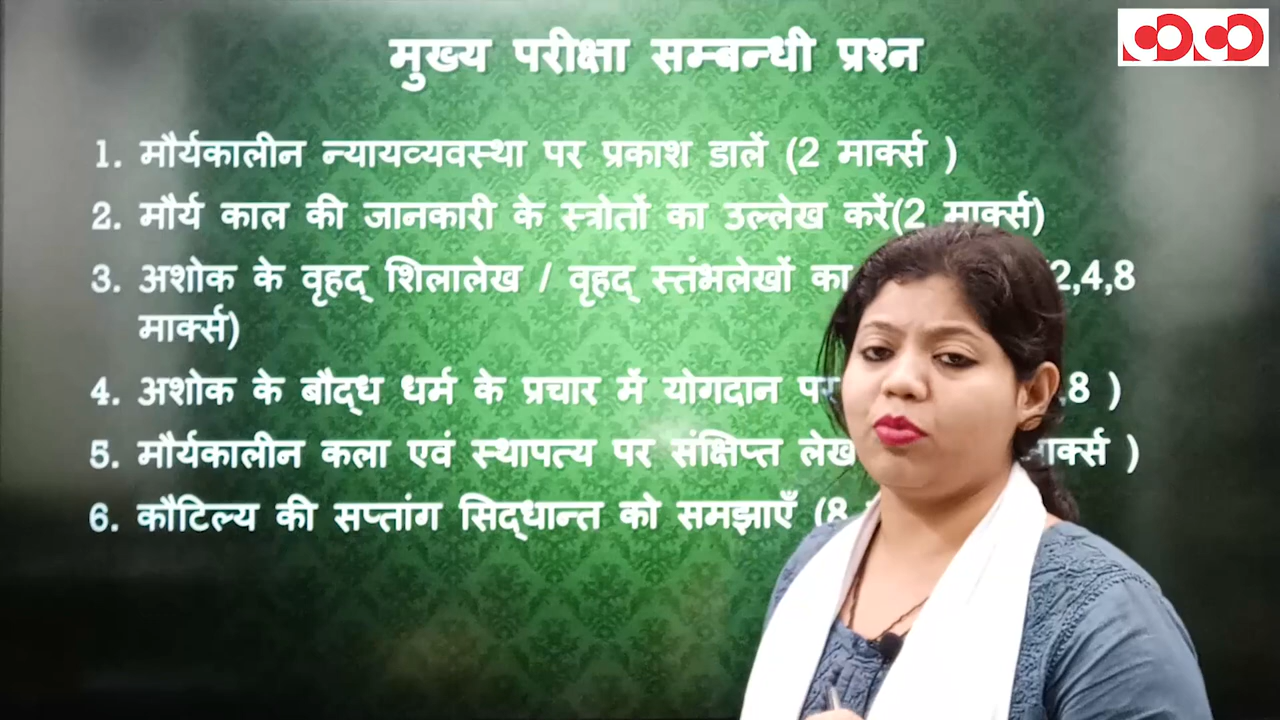 मुख्य परीक्षा सम्बन्धी प्रश्न
1. मौर्यकालीन न्यायव्यवस्था पर प्रकाश डालें (2 मार्क्स )
2. मौर्य काल की जानकारी के स्त्रोतों का उल्लेख करें(2 मार्क्स)
3. अशोक के वृहद् शिलालेख / वृहद् स्तंभलेखों का 2,4,8
मार्क्स)
4. अशोक के बौद्ध धर्म के प्रचार में योगदान पर 8 )
5. मौर्यकालीन कला एवं स्थापत्य पर संक्षिप्त लेख )
6. कौटिल्य की सप्तांग सिद्धान्त को समझाएँ (8